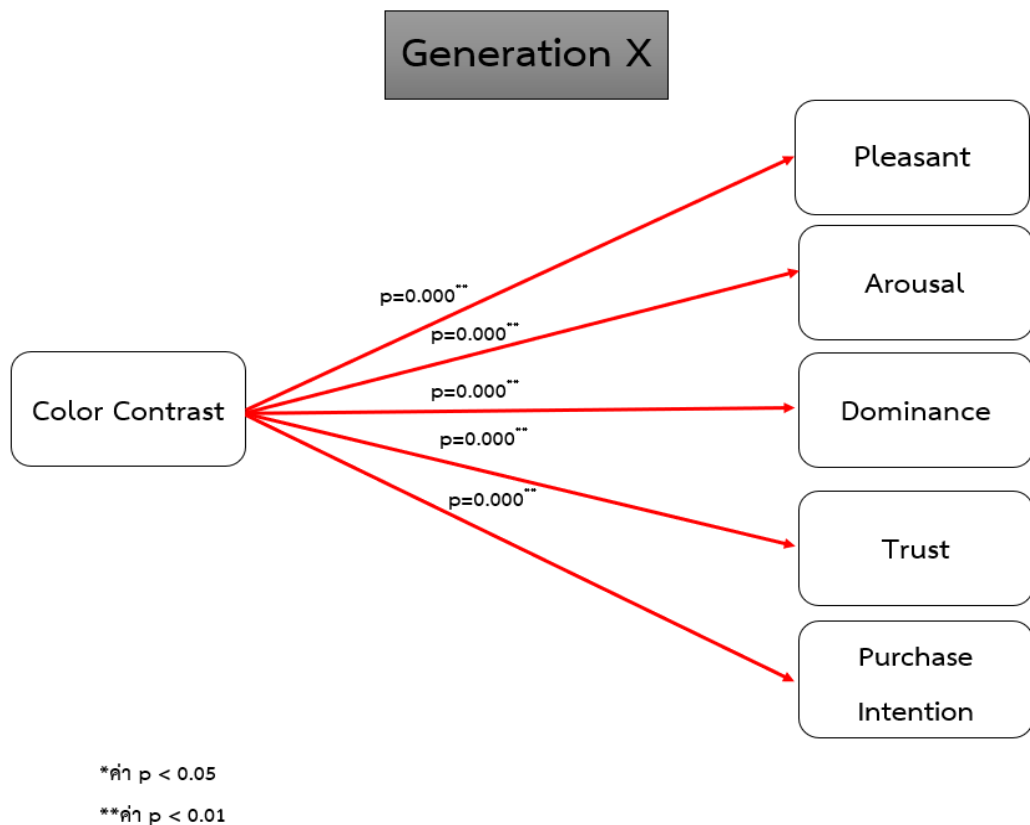 Generation X
Pleasant
Arousal
Dominance
Trust
Purchase
Intention
Color Contrast
p=0.000**
p=0.000**
p=0.000**
p=0.000**
p=0.000**
*ค่า p < 0.05
**ค่า p < 0.01